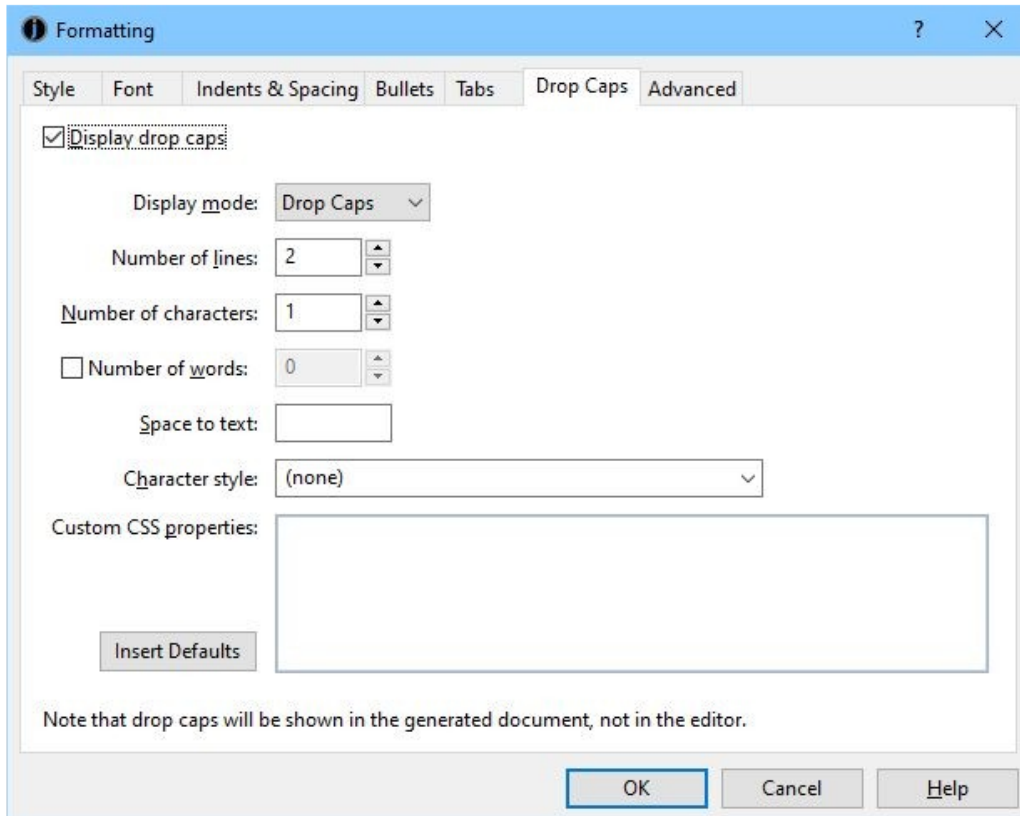 Formatting ?
Style Font Indents & Spacing Bullets Tabs Drop Caps Advanced
Display drop caps
Display mode: Drop Caps
Number of lines: 2
Number of characters: 1
Number of words: 0
Space to text:
Character style: (none)
Custom CSS properties:
Insert Defaults
Note that drop caps will be shown in the generated document, not in the editor.
OK Cancel Help